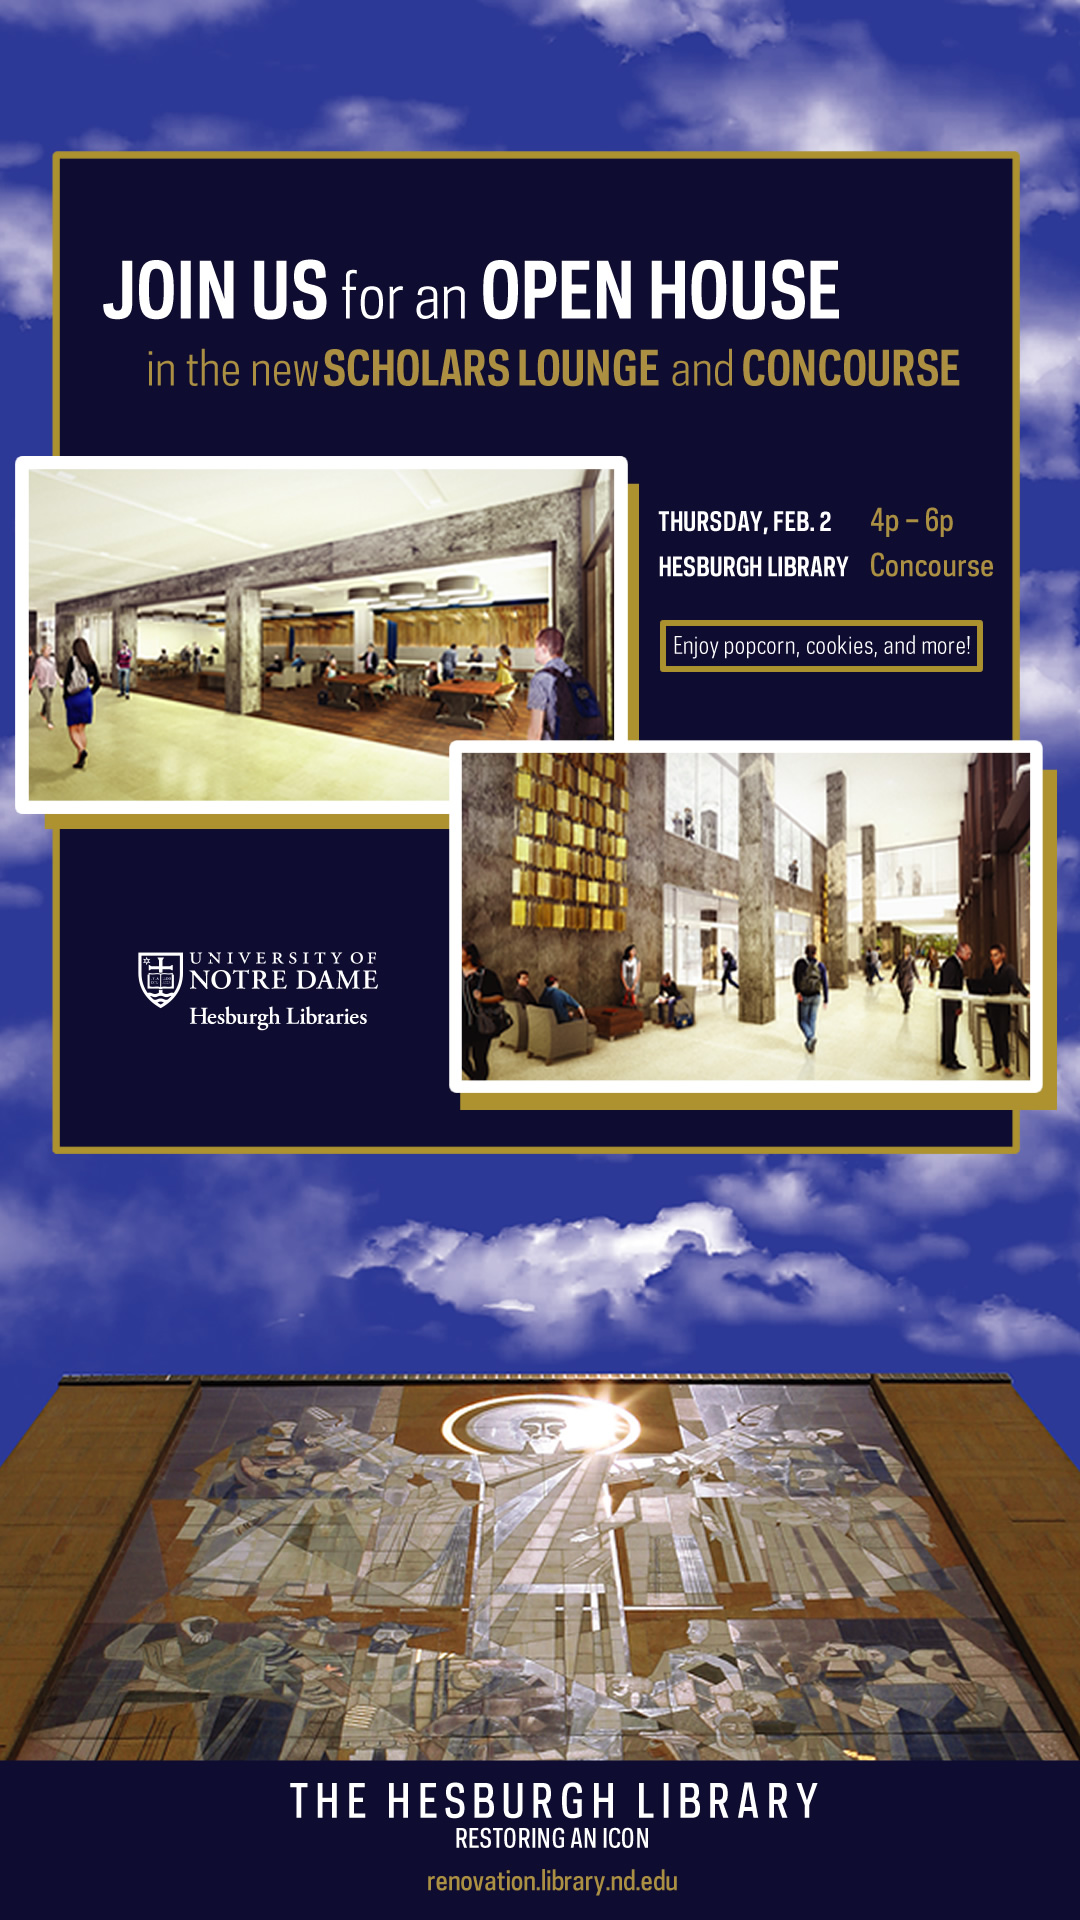 JOIN US for an OPEN HOUSE
in the new SCHOLARS LOUNGE and CONCOURSE
THURSDAY, FEB. 2 4p – 6p
HESBURGH LIBRARY Concourse
Enjoy popcorn, cookies, and more!
UNIVERSITY OF
NOTRE DAME
Hesburgh Libraries
THE HESBURGH LIBRARY
RESTORING AN ICON
renovation.library.nd.edu